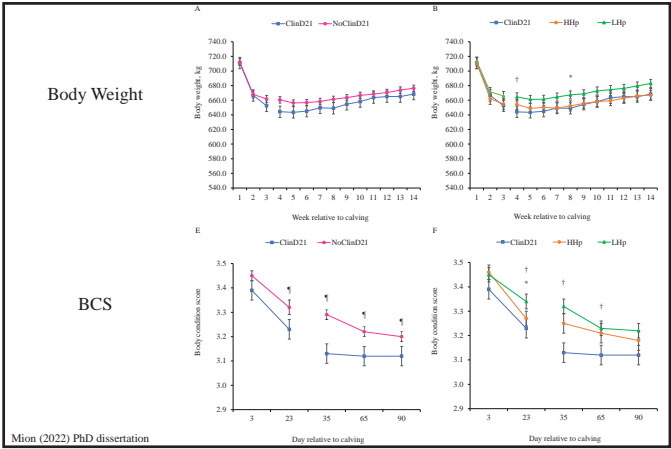 A
B
ClinD21 NoClinD21
ClinD21 HHp LHp
Body Weight
Body weight, kg
740.0
720.0
700.0
680.0
660.0
640.0
620.0
600.0
580.0
560.0
540.0
1 2 3 4 5 6 7 8 9 10 11 12 13 14
Week relative to calving
Body weight, kg
740.0
720.0
700.0
680.0
660.0
640.0
620.0
600.0
580.0
560.0
540.0
† *
1 2 3 4 5 6 7 8 9 10 11 12 13 14
Week relative to calving
E
F
ClinD21 NoClinD21
ClinD21 HHp LHp
BCS
Body condition score
3.5
3.4
3.3
3.2
3.1
3.0
2.9
¶ ¶ ¶ ¶
3 23 35 65 90
Day relative to calving
Body condition score
3.5
3.4
3.3
3.2
3.1
3.0
2.9
†
*
† †
3 23 35 65 90
Day relative to calving
Mion (2022) PhD dissertation